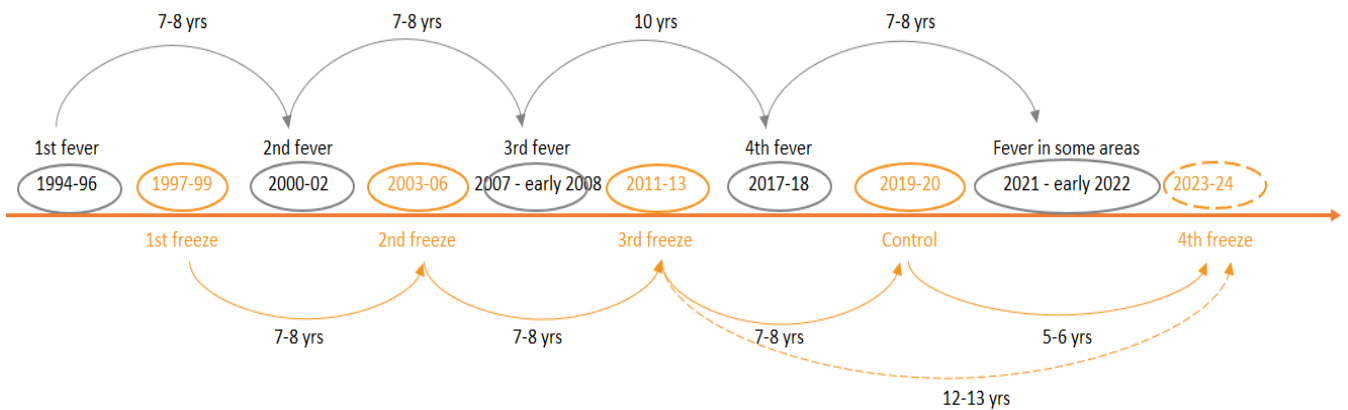 7-8 yrs
7-8 yrs
10 yrs
7-8 yrs
1st fever
2nd fever
3rd fever
4th fever
Fever in some areas
1994-96
1997-99
2000-02
2003-06
2007 - early 2008
2011-13
2017-18
2019-20
2021 - early 2022
2023-24
1st freeze
2nd freeze
3rd freeze
Control
4th freeze
7-8 yrs
7-8 yrs
7-8 yrs
5-6 yrs
12-13 yrs